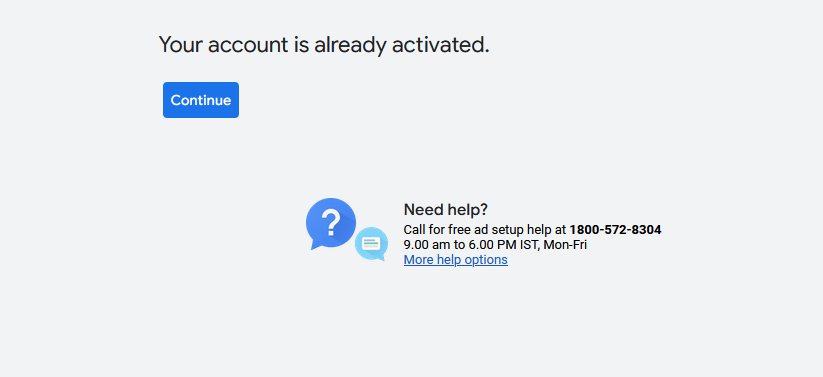 Your account is already activated.
Continue
?
Need help?
Call for free ad setup help at 1800-572-8304
9.00 am to 6.00 PM IST, Mon-Fri
More help options